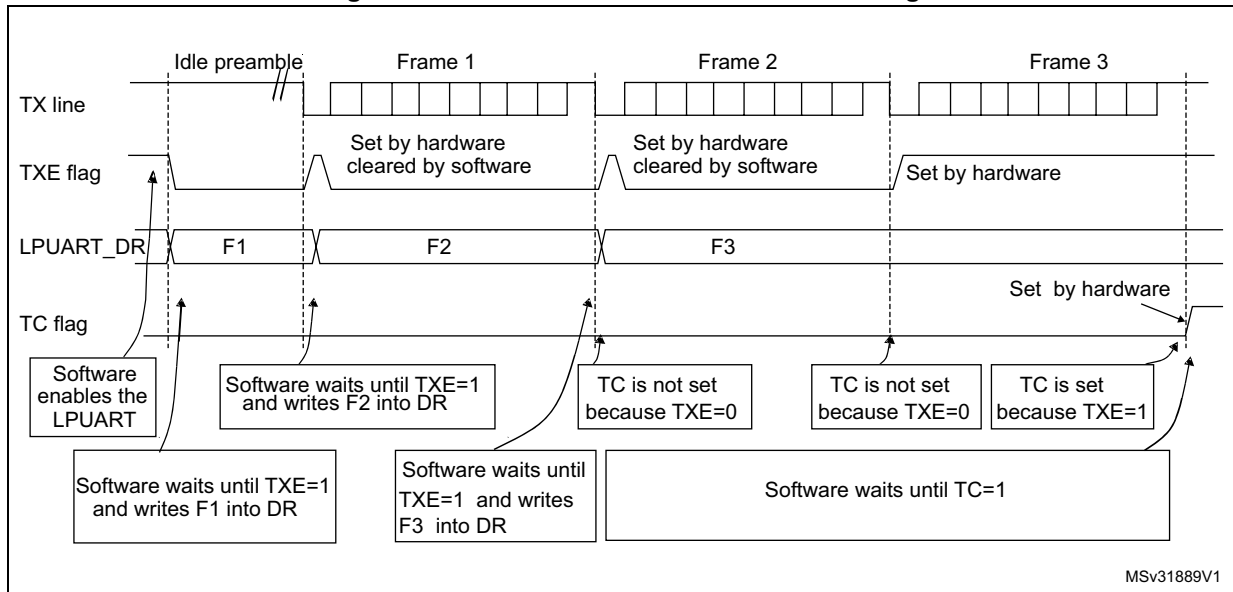 Idle preamble
Frame 1
Frame 2
Frame 3
TX line
TXE flag
Set by hardware
cleared by software
Set by hardware
cleared by software
Set by hardware
LPUART_DR
F1
F2
F3
Set by hardware
TC flag
Software
enables the
LPUART
Software waits until TXE=1
and writes F2 into DR
TC is not set
because TXE=0
TC is not set
because TXE=0
TC is set
because TXE=1
Software waits until TXE=1
and writes F1 into DR
Software waits until
TXE=1 and writes
F3 into DR
Software waits until TC=1
MSv31889V1